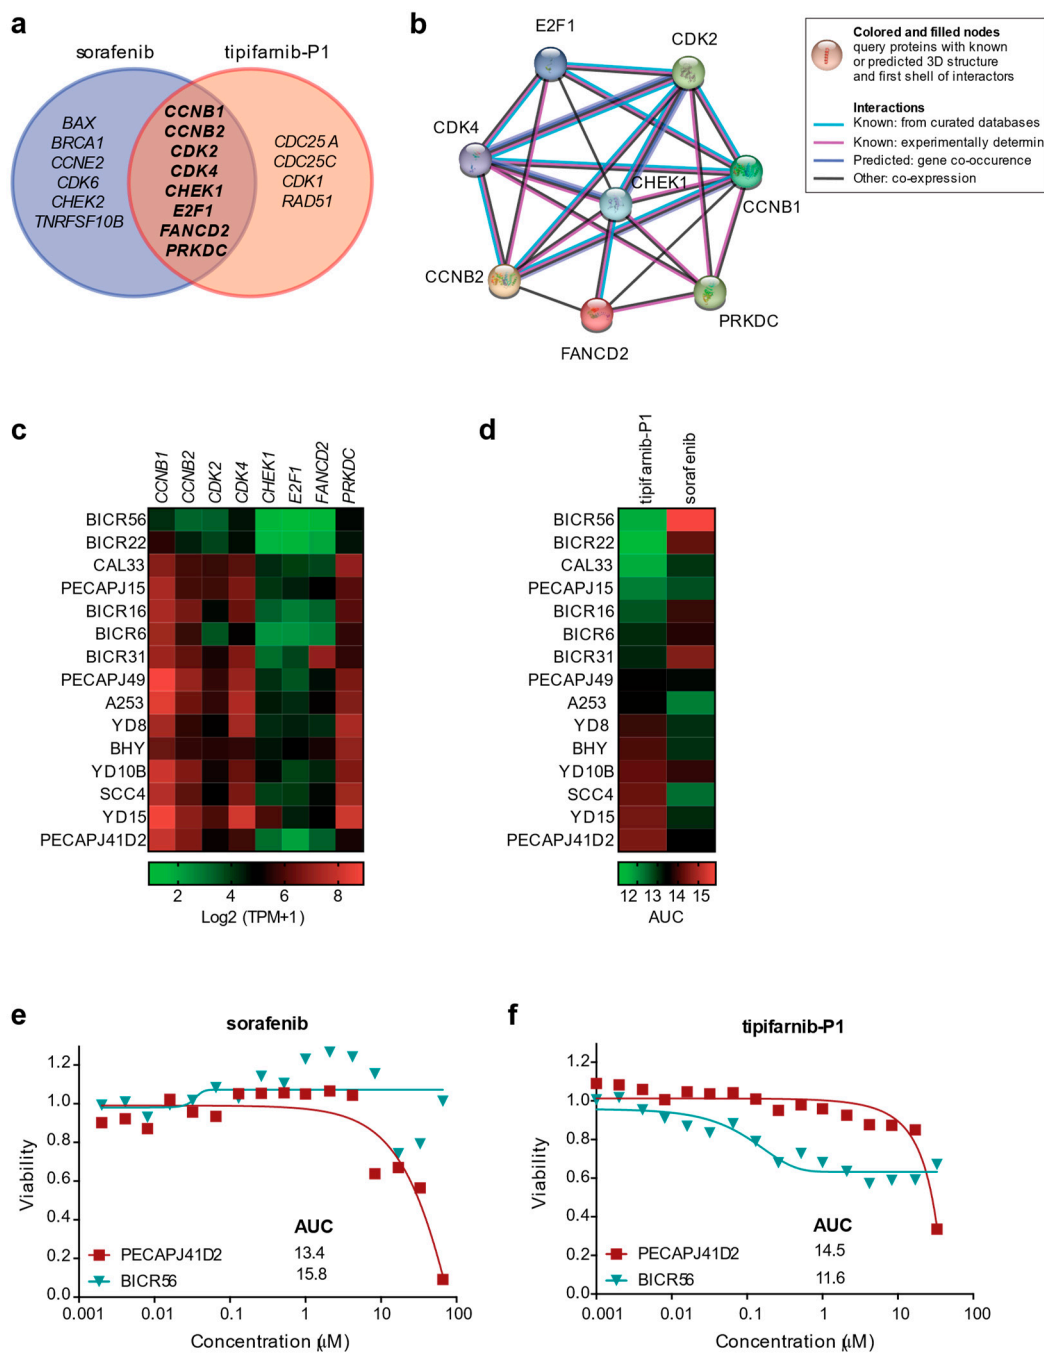 a
sorafenib
tipifarnib-P1
BAX
BRCA1
CCNE2
CDK6
CHEK2
TNRFSF10B
CCNB1
CCNB2
CDK2
CDK4
CHEK1
E2F1
FANCD2
PRKDC
CDC25A
CDC25C
CDK1
RAD51
b
E2F1
CDK2
CDK4
CHEK1
CCNB1
CCNB2
PRKDC
FANCD2
Colored and filled nodes
query proteins with known
or predicted 3D structure
and first shell of interactors
Interactions
Known: from curated databases
Known: experimentally determin
Predicted: gene co-occurence
Other: co-expression
c
CCNB1 CCNB2 CDK2 CDK4 CHEK1 E2F1 FANCD2 PRKDC
BICR56
BICR22
CAL33
PECAPJ15
BICR16
BICR6
BICR31
PECAPJ49
A253
YD8
BHY
YD10B
SCC4
YD15
PECAPJ41D2
2 4 6 8
Log2 (TPM+1)
d
tipifarnib-P1 sorafenib
BICR56
BICR22
CAL33
PECAPJ15
BICR16
BICR6
BICR31
PECAPJ49
A253
YD8
BHY
YD10B
SCC4
YD15
PECAPJ41D2
12 13 14 15
AUC
e
sorafenib
Viability
1.2
1.0
0.8
0.6
0.4
0.2
0.0
AUC
PECAPJ41D2 13.4
BICR56 15.8
0.001 0.01 0.1 1 10 100
Concentration (μM)
f
tipifarnib-P1
Viability
1.2
1.0
0.8
0.6
0.4
0.2
0.0
AUC
PECAPJ41D2 14.5
BICR56 11.6
0.001 0.01 0.1 1 10 100
Concentration (μM)